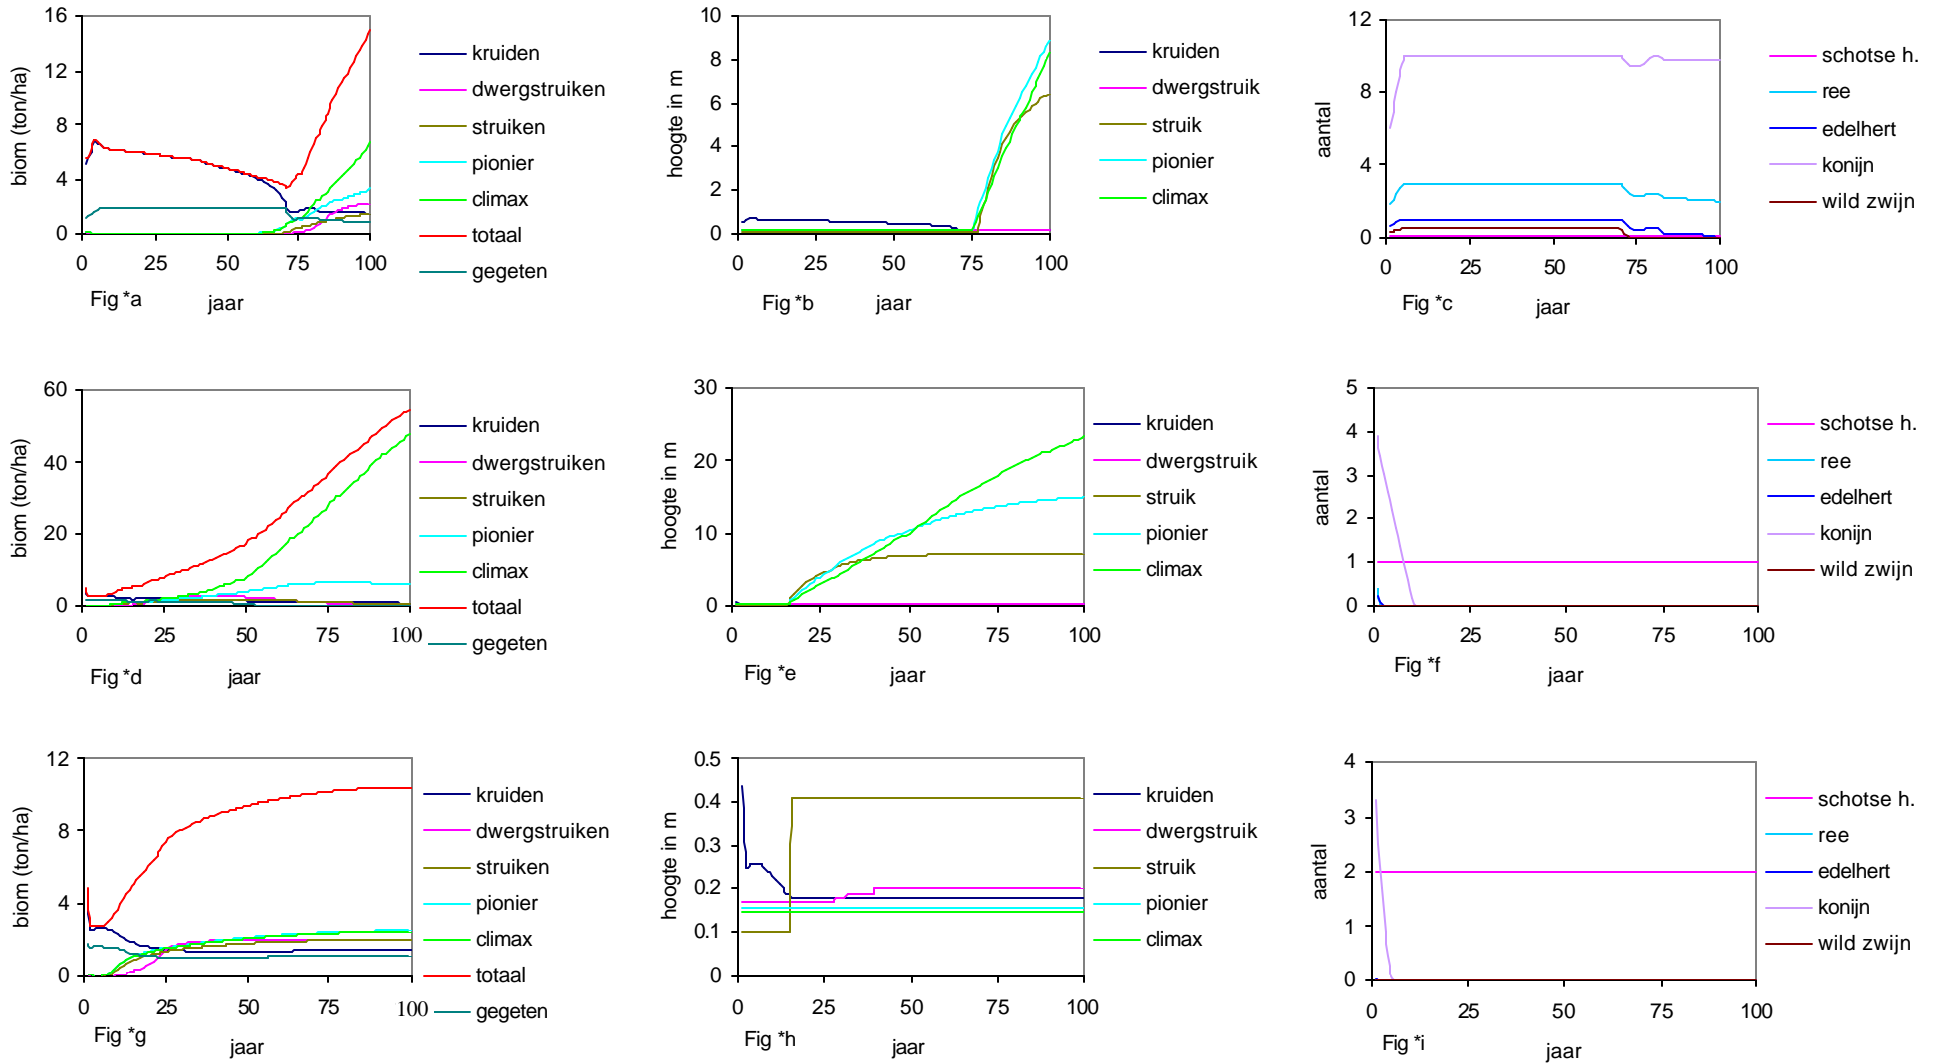 biom (ton/ha)
16
12
8
4
0
0 25 50 75 100
Fig *a
jaar
kruiden
dwergstruiken
struiken
pionier
climax
totaal
gegeten
hoogte in m
10
8
6
4
2
0
0 25 50 75 100
Fig *b
jaar
kruiden
dwergstruik
struik
pionier
climax
aantal
12
8
4
0
0 25 50 75 100
Fig *c
jaar
schotse h.
ree
edelhert
konijn
wild zwijn
biom (ton/ha)
60
40
20
0
0 25 50 75 100
Fig *d
jaar
kruiden
dwergstruiken
struiken
pionier
climax
totaal
gegeten
hoogte in m
30
20
10
0
0 25 50 75 100
Fig *e
jaar
kruiden
dwergstruik
struik
pionier
climax
aantal
5
4
3
2
1
0
0 25 50 75 100
Fig *f
jaar
schotse h.
ree
edelhert
konijn
wild zwijn
biom (ton/ha)
12
8
4
0
0 25 50 75 100
Fig *g
jaar
kruiden
dwergstruiken
struiken
pionier
climax
totaal
gegeten
hoogte in m
0.5
0.4
0.3
0.2
0.1
0
0 25 50 75 100
Fig *h
jaar
kruiden
dwergstruik
struik
pionier
climax
aantal
4
3
2
1
0
0 25 50 75 100
Fig *i
jaar
schotse h.
ree
edelhert
konijn
wild zwijn